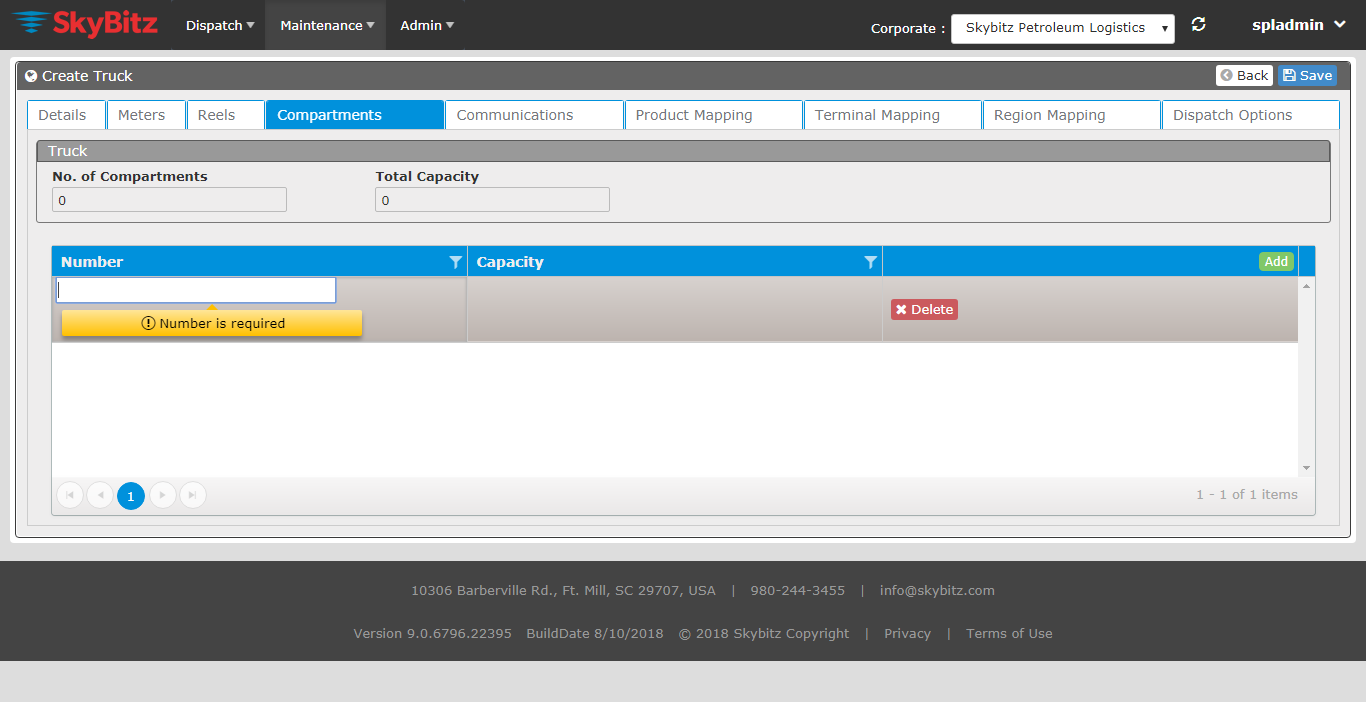 SkyBitz Dispatch Maintenance Admin Corporate : Skybitz Petroleum Logistics spladmin
Create Truck Back Save
Details Meters Reels Compartments Communications Product Mapping Terminal Mapping Region Mapping Dispatch Options
Truck
No. of Compartments Total Capacity
0 0
Number Capacity Add
Number is required
Delete
1 1 - 1 of 1 items
10306 Barberville Rd., Ft. Mill, SC 29707, USA | 980-244-3455 | info@skybitz.com
Version 9.0.6796.22395 BuildDate 8/10/2018 © 2018 Skybitz Copyright | Privacy | Terms of Use